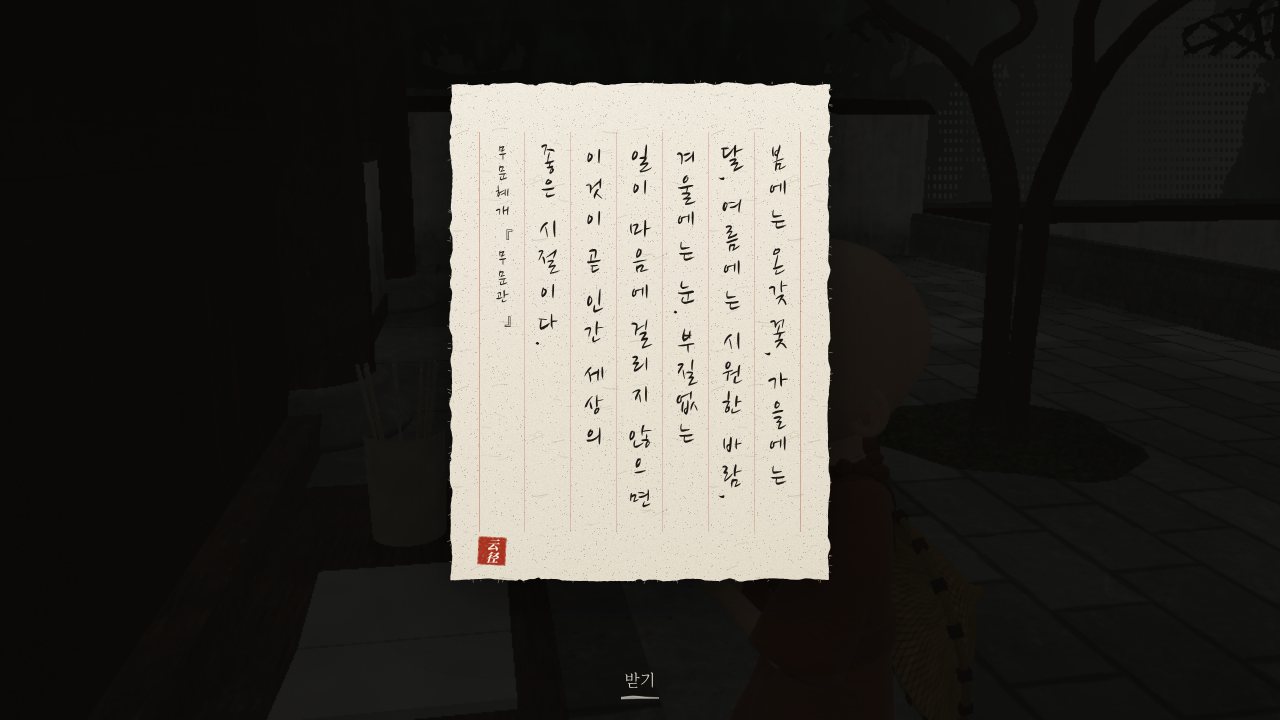 봄에는 온갖 꽃, 가을에는
달, 여름에는 시원한 바람,
겨울에는 눈. 부질없는
일이 마음에 걸리지 않으면
이것이 곧 인간 세상의
좋은 시절이다.
무문혜개『무문관』
云径
받기